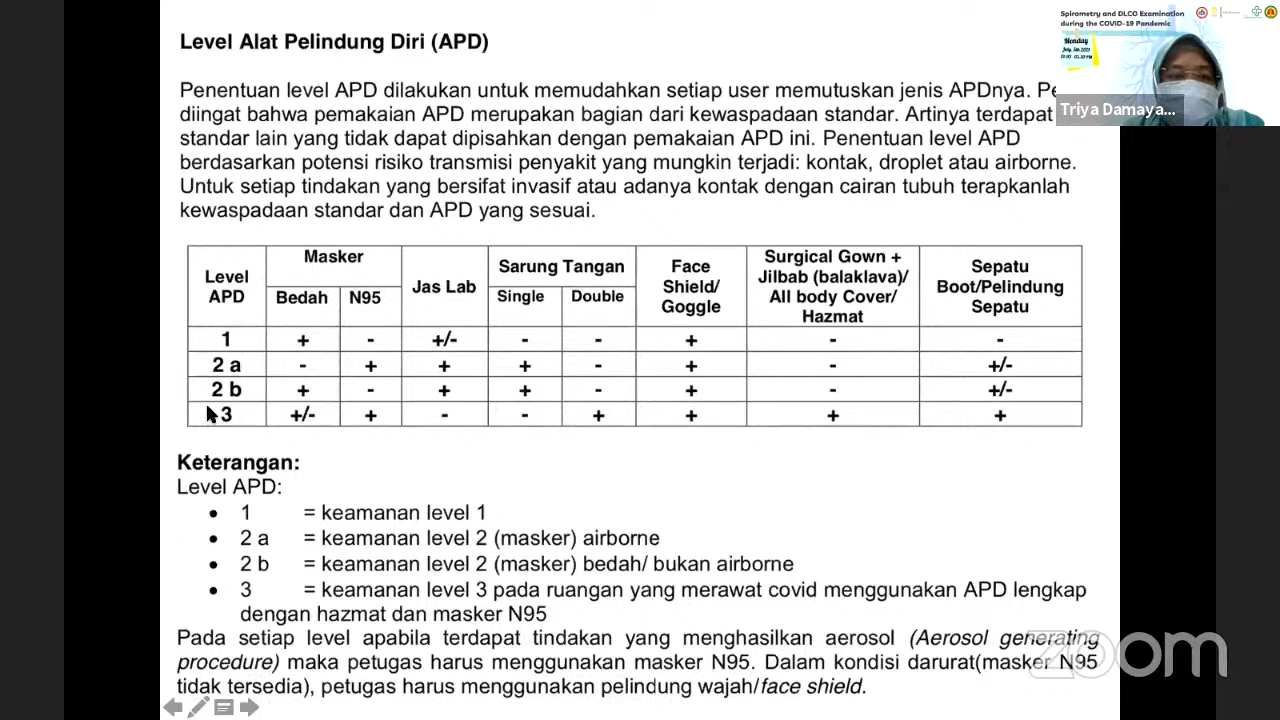 Level Alat Pelindung Diri (APD)
Penentuan level APD dilakukan untuk memudahkan setiap user memutuskan jenis APDnya.
diingat bahwa pemakaian APD merupakan bagian dari kewaspadaan standar. Artinya terdapat
standar lain yang tidak dapat dipisahkan dengan pemakaian APD ini. Penentuan level APD
berdasarkan potensi risiko transmisi penyakit yang mungkin terjadi: kontak, droplet atau airborne.
Untuk setiap tindakan yang bersifat invasif atau adanya kontak dengan cairan tubuh terapkanlah
kewaspadaan standar dan APD yang sesuai.
Level APD Masker Jas Lab Sarung Tangan Face Shield/ Goggle Surgical Gown + Jilbab (balaklava)/ All body Cover/ Hazmat Sepatu Boot/Pelindung Sepatu
Bedah N95 Single Double
1 + - +/- - - + - -
2 a - + + + - + - +/-
2 b + - + + - + - +/-
3 +/- + - - + + + +
Keterangan:
Level APD:
• 1 = keamanan level 1
• 2 a = keamanan level 2 (masker) airborne
• 2 b = keamanan level 2 (masker) bedah/ bukan airborne
• 3 = keamanan level 3 pada ruangan yang merawat covid menggunakan APD lengkap
dengan hazmat dan masker N95
Pada setiap level apabila terdapat tindakan yang menghasilkan aerosol (Aerosol generating
procedure) maka petugas harus menggunakan masker N95. Dalam kondisi darurat(masker N95
tidak tersedia), petugas harus menggunakan pelindung wajah/face shield.
Spirometry and DLCO Examination
during the COVID-19 Pandemic
Monday
Triya Damaya...
zoom